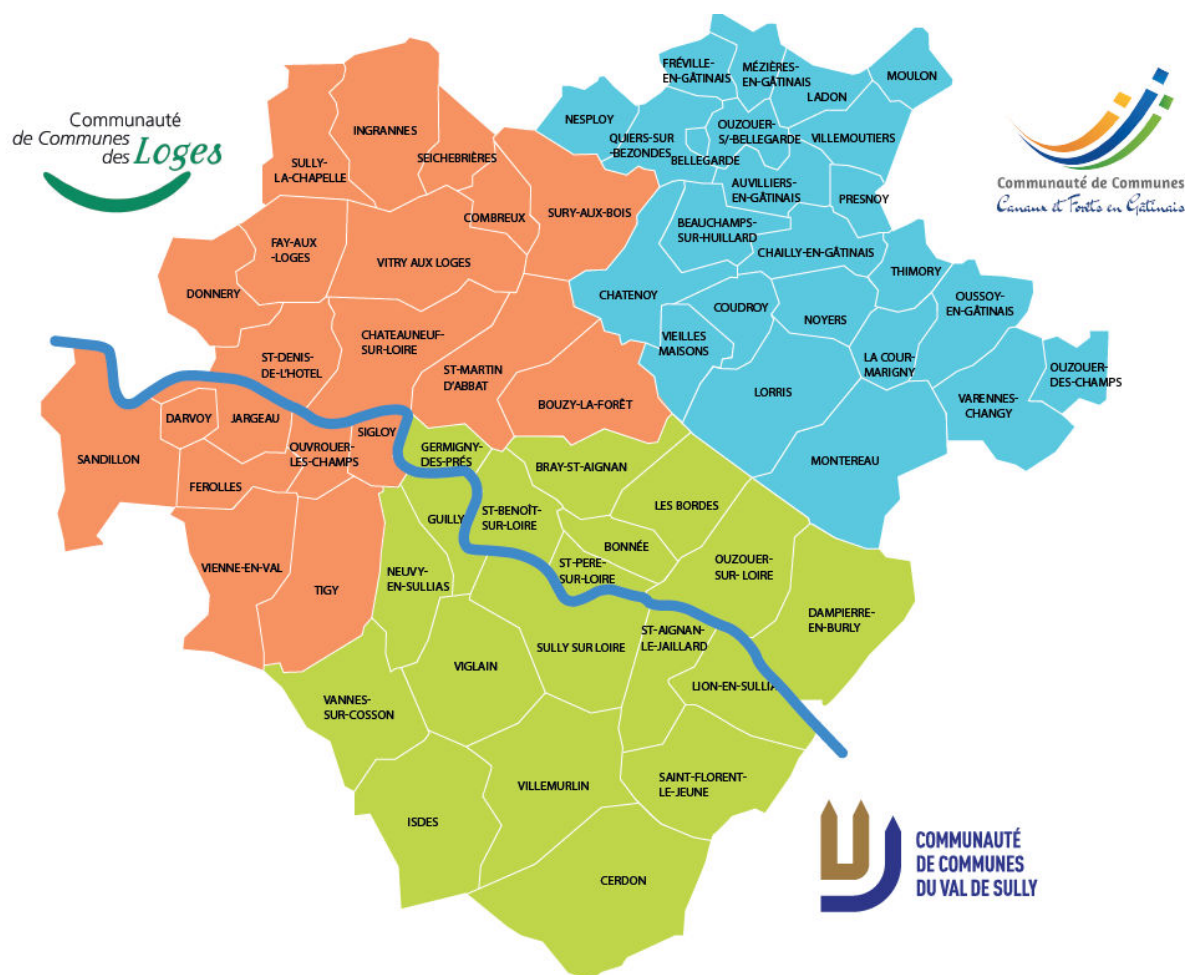 Communauté
de Communes
des Loges
Communauté de Communes
Canaux et Forêts en Gâtinais
FRÉVILLE-
EN-GÂTINAIS
MÉZIÈRES-
EN-GÂTINAIS
MOULON
LADON
NESPLOY
QUIERS-SUR
-BEZONDES
OUZOUER-
S/-BELLEGARDE
VILLEMOUTIERS
BELLEGARDE
INGRANNES
SEICHEBRIÈRES
SULLY-
LA-CHAPELLE
AUVILLIERS-
EN-GÂTINAIS
PRESNOY
COMBREUX
SURY-AUX-BOIS
BEAUCHAMPS-
-SUR-HUILLARD
CHAILLY-EN-GÂTINAIS
FAY-AUX
-LOGES
VITRY AUX LOGES
THIMORY
DONNERY
CHATENOY
COUDROY
NOYERS
OUSSOY-
EN-GÂTINAIS
CHATEAUNEUF-
SUR-LOIRE
VIEILLES
MAISONS
LA COUR-
MARIGNY
OUZOUER-
DES-CHAMPS
ST-DENIS-
DE-L'HOTEL
ST-MARTIN
D'ABBAT
LORRIS
VARENNES-
CHANGY
BOUZY-LA-FORÊT
DARVOY
JARGEAU
SIGLOY
OUVROUER-
LES-CHAMPS
SANDILLON
FEROLLES
GERMIGNY-
DES-PRÉS
BRAY-ST-AIGNAN
MONTEREAU
LES BORDES
GUILLY
ST-BENOÎT-
SUR-LOIRE
BONNÉE
VIENNE-EN-VAL
TIGY
NEUVY-
EN-SULLIAS
ST-PERE-
SUR-LOIRE
OUZOUER-
SUR- LOIRE
DAMPIERRE-
EN-BURLY
ST-AIGNAN-
LE-JAILLARD
SULLY SUR LOIRE
VIGLAIN
LION-EN-SULLIA
VANNES-
SUR-COSSON
VILLEMURLIN
SAINT-FLORENT-
LE-JEUNE
ISDES
CERDON
COMMUNAUTÉ
DE COMMUNES
DU VAL DE SULLY